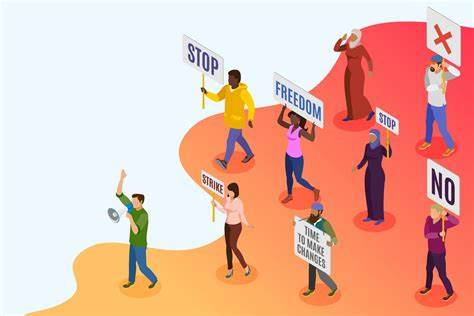 STOP
FREEDOM
STOP
STRIKE
NO
TIME
TO MAKE
CHANGES